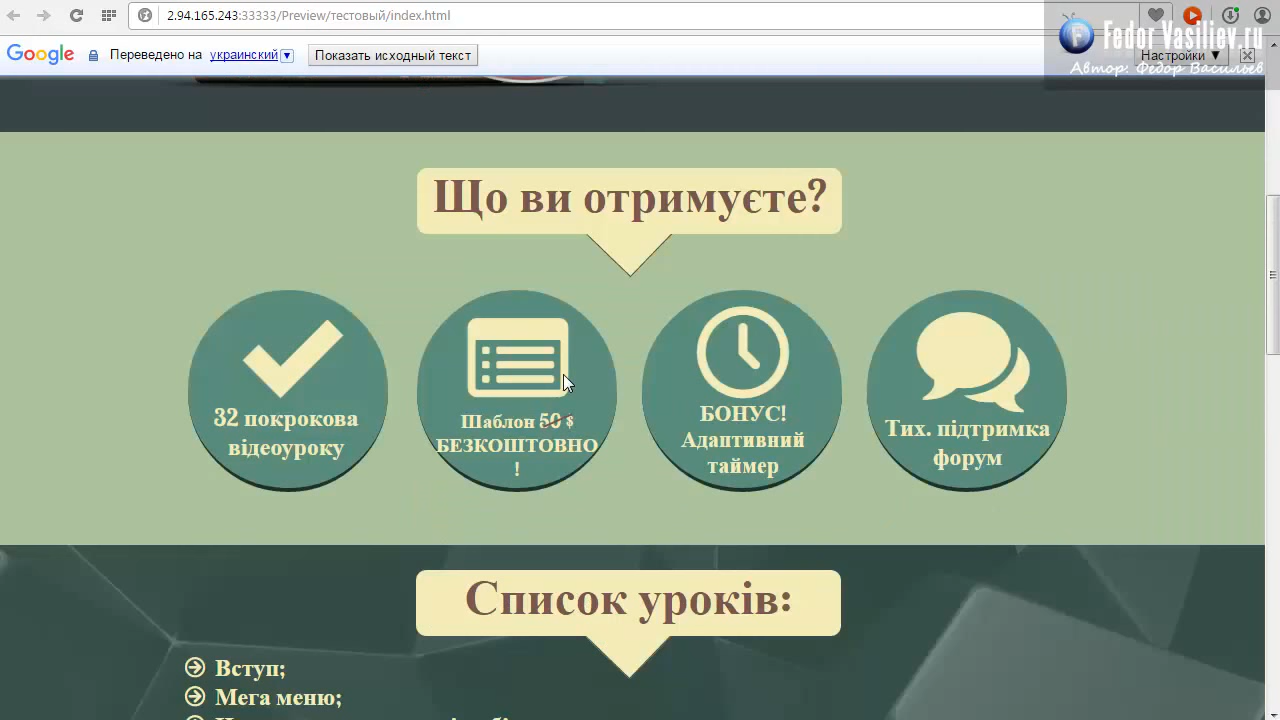 2.94.165.243:33333/Preview/тестовый/index.html
Fedor Vasiliev.ru
Автор: Федор Васильев
Google
Переведено на украинский
Показать исходный текст
Настройки ▼
Що ви отримуєте?
32 покрокова
відеоуроку
Шаблон 50 $
БЕЗКОШТОВНО
!
БОНУС!
Адаптивний
таймер
Тих. підтримка
форум
Список уроків:
Вступ;
Мега меню;